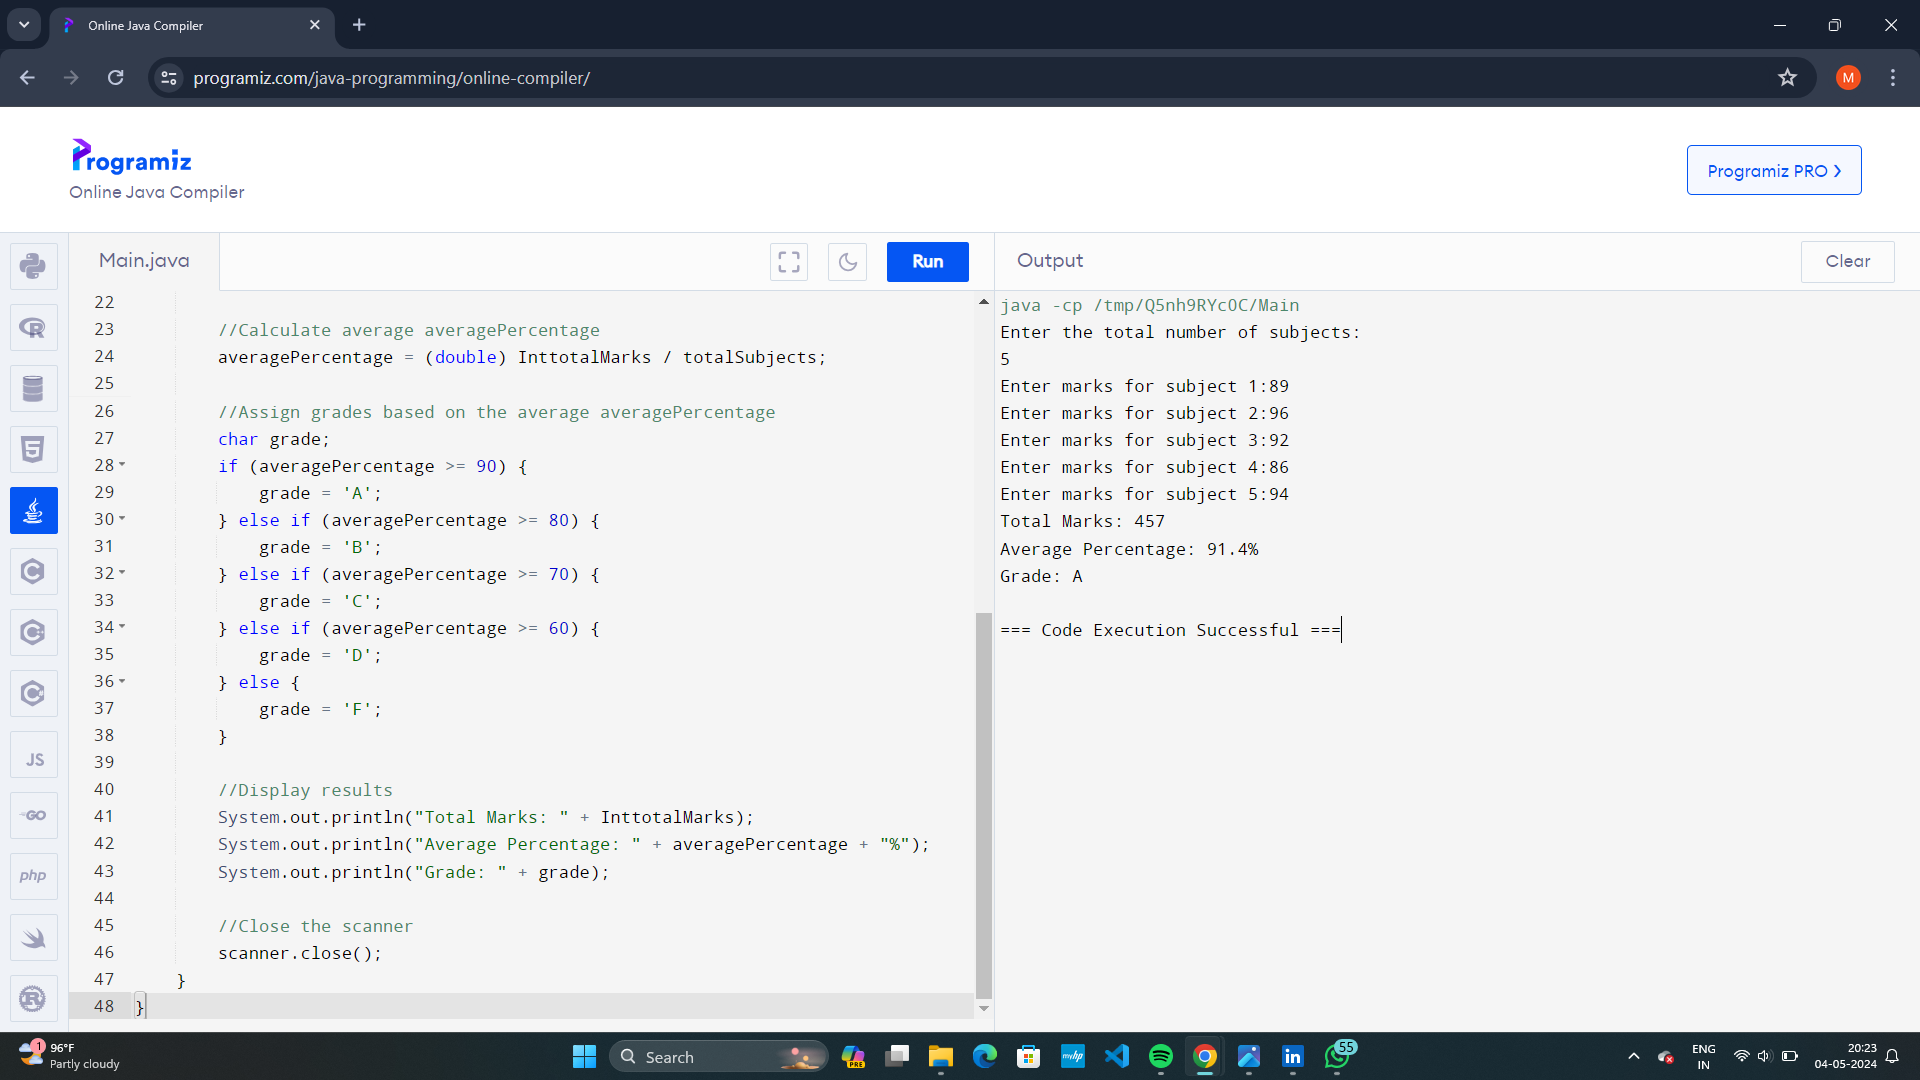 Online Java Compiler
programiz.com/java-programming/online-compiler/
M
Programiz
Online Java Compiler
Programiz PRO
Main.java
Run
Output
Clear
22
23 //Calculate average averagePercentage
24 averagePercentage = (double) InttotalMarks / totalSubjects;
25
26 //Assign grades based on the average averagePercentage
27 char grade;
28 if (averagePercentage >= 90) {
29 grade = 'A';
30 } else if (averagePercentage >= 80) {
31 grade = 'B';
32 } else if (averagePercentage >= 70) {
33 grade = 'C';
34 } else if (averagePercentage >= 60) {
35 grade = 'D';
36 } else {
37 grade = 'F';
38 }
39
40 //Display results
41 System.out.println("Total Marks: " + InttotalMarks);
42 System.out.println("Average Percentage: " + averagePercentage + "%");
43 System.out.println("Grade: " + grade);
44
45 //Close the scanner
46 scanner.close();
47 }
48 }
java -cp /tmp/Q5nh9RYcOC/Main
Enter the total number of subjects:
5
Enter marks for subject 1:89
Enter marks for subject 2:96
Enter marks for subject 3:92
Enter marks for subject 4:86
Enter marks for subject 5:94
Total Marks: 457
Average Percentage: 91.4%
Grade: A
=== Code Execution Successful ===
R
5
C
C
C
JS
GO
php
R
1
96°F
Partly cloudy
Search
PRE
myhp
in
55
ENG
IN
20:23
04-05-2024